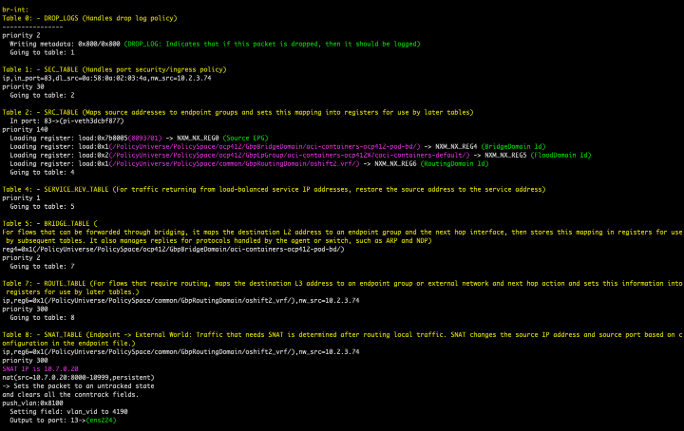 br-int:
Table 0: - DROP_LOGS (Handles drop log policy)
----------------
priority 2
Writing metadata: 0x800/0x800 (DROP_LOG: Indicates that if this packet is dropped, then it should be logged)
Going to table: 1
Table 1: - SEC_TABLE (Handles port security/ingress policy)
ip,in_port=83,dl_src=0a:58:0a:02:03:4a,nw_src=10.2.3.74
priority 30
Going to table: 2
Table 2: - SRC_TABLE (Maps source addresses to endpoint groups and sets this mapping into registers for use by later tables)
In port: 83->(pi-veth3dcbf877)
priority 140
Loading register: load:0x7b8005(8093701) -> NXM_NX_REG0 (Source EPG)
Loading register: load:0x1(/PolicyUniverse/PolicySpace/ocp412/GbpBridgeDomain/aci-containers-ocp412-pod-bd/) -> NXM_NX_REG4 (BridgeDomain Id)
Loading register: load:0x2(/PolicyUniverse/PolicySpace/ocp412/GbpEpGroup/aci-containers-ocp412%7caci-containers-default/) -> NXM_NX_REG5 (FloodDomain Id)
Loading register: load:0x1(/PolicyUniverse/PolicySpace/common/GbpRoutingDomain/oshift2_vrf/) -> NXM_NX_REG6 (RoutingDomain Id)
priority 1
Going to table: 4
Table 4: - SERVICE_REV_TABLE (For traffic returning from load-balanced service IP addresses, restore the source address to the service address)
priority 1
Going to table: 5
Table 5: - BRIDGE_TABLE (
For flows that can be forwarded through bridging, it maps the destination L2 address to an endpoint group and the next hop interface, then stores this mapping in registers for use
by subsequent tables. It also manages replies for protocols handled by the agent or switch, such as ARP and NDP)
reg4=0x1(/PolicyUniverse/PolicySpace/ocp412/GbpBridgeDomain/aci-containers-ocp412-pod-bd/)
priority 2
Going to table: 7
Table 7: - ROUTE_TABLE (For flows that require routing, maps the destination L3 address to an endpoint group or external network and next hop action and sets this information into
registers for use by later tables.)
ip,reg6=0x1(/PolicyUniverse/PolicySpace/common/GbpRoutingDomain/oshift2_vrf/),nw_src=10.2.3.74
priority 300
Going to table: 8
Table 8: - SNAT_TABLE (Endpoint -> External World: Traffic that needs SNAT is determined after routing local traffic. SNAT changes the source IP address and source port based on c
onfiguration in the endpoint file.)
ip,reg6=0x1(/PolicyUniverse/PolicySpace/common/GbpRoutingDomain/oshift2_vrf/),nw_src=10.2.3.74
priority 300
SNAT IP is 10.7.0.20
nat(src=10.7.0.20:8000-10999,persistent)
-> Sets the packet to an untracked state
and clears all the conntrack fields.
push_vlan:0x8100
Setting field: vlan_vid to 4190
Output to port: 13->(ens224)